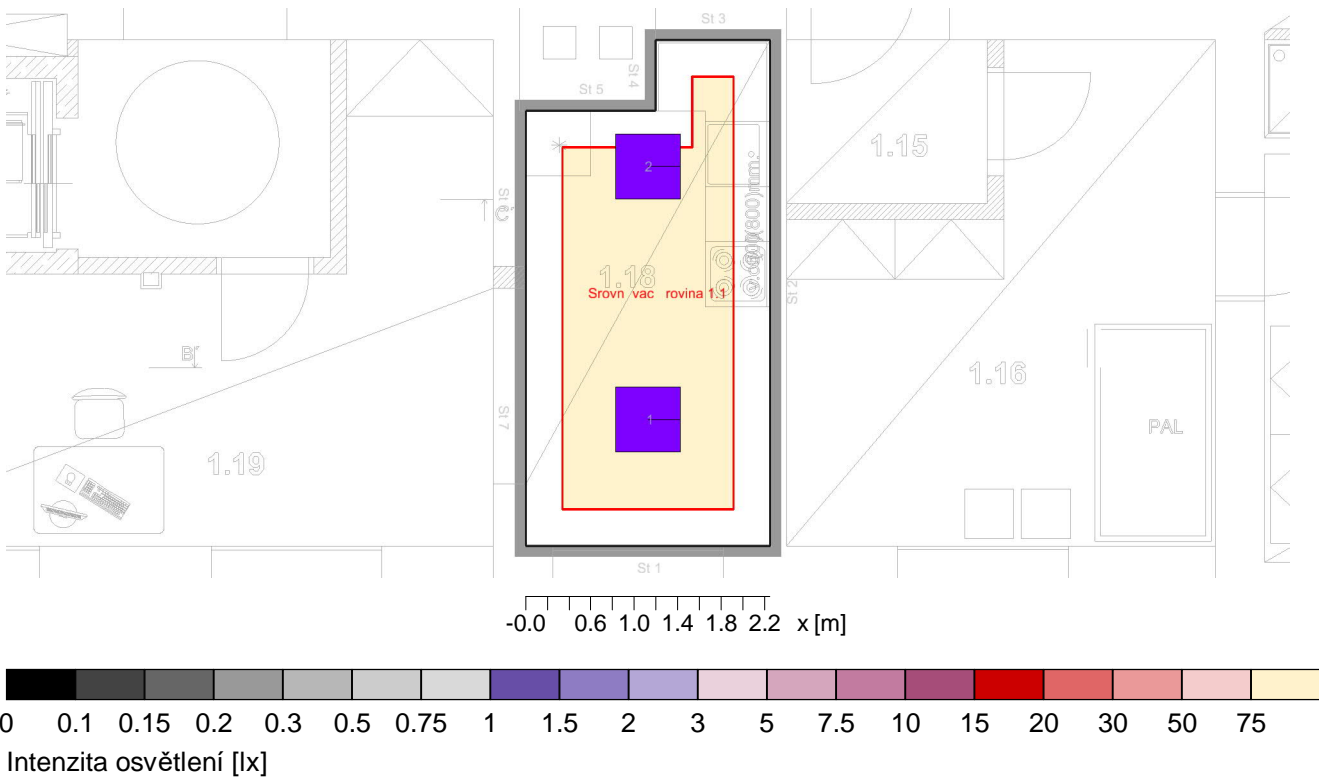 St 3
St 4
St 5
1.15
2
St 6
1.18
Srovn vac rovina 1.1
St 2
B
1.16
1
St 7
PAL
1.19
St 1
-0.0 0.6 1.0 1.4 1.8 2.2 x [m]
0 0.1 0.15 0.2 0.3 0.5 0.75 1 1.5 2 3 5 7.5 10 15 20 30 50 75
Intenzita osvětlení [lx]